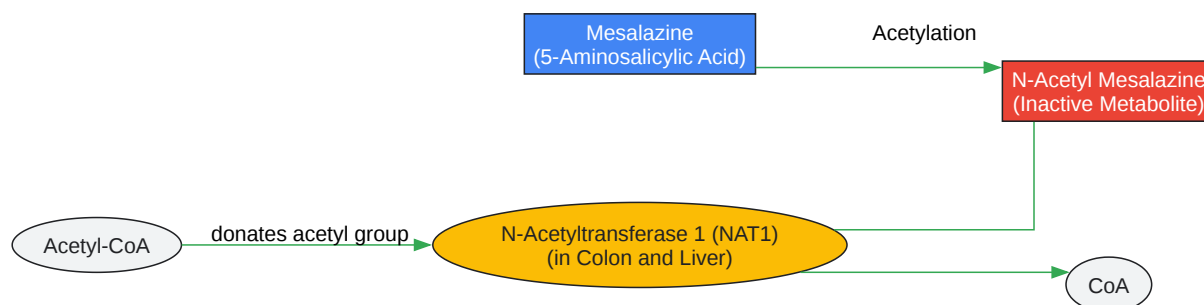 Mesalazine
(5-Aminosalicylic Acid)
Acetylation
N-Acetyl Mesalazine
(Inactive Metabolite)
Acetyl-CoA
donates acetyl group
N-Acetyltransferase 1 (NAT1)
(in Colon and Liver)
CoA